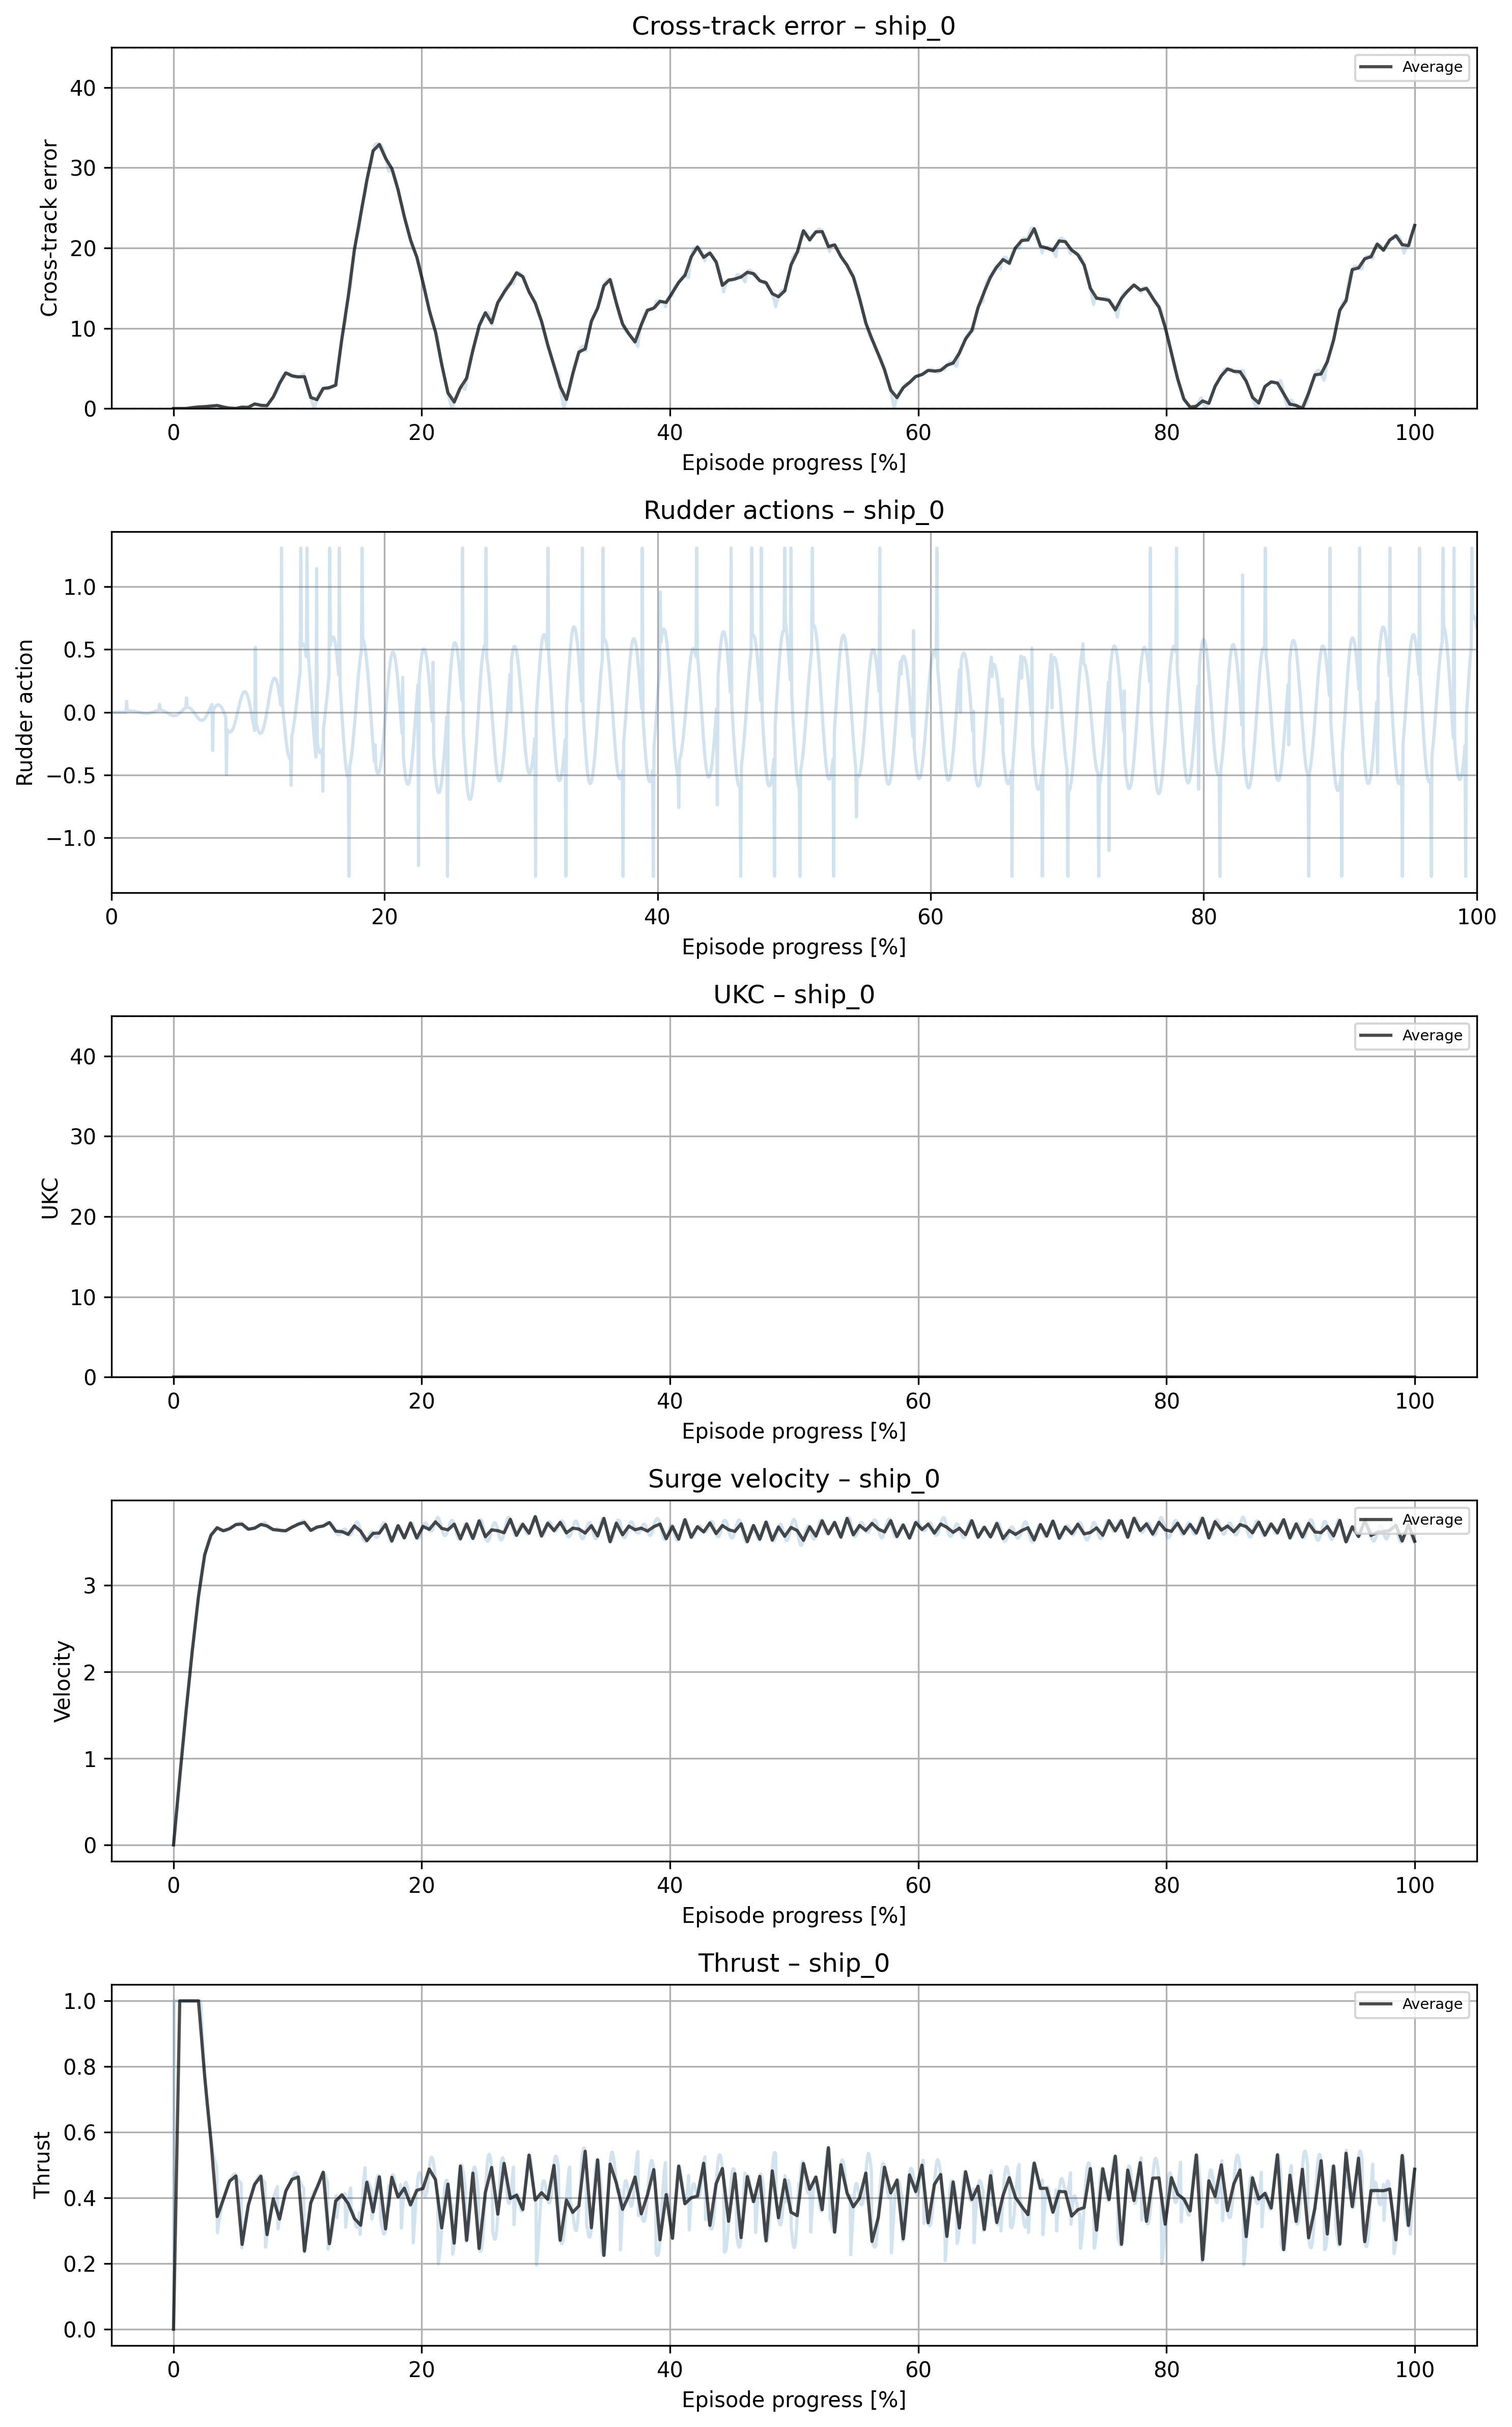 Cross-track error – ship_0
Average
Cross-track error
40
30
20
10
0
0 20 40 60 80 100
Episode progress [%]
Rudder actions – ship_0
Rudder action
1.0
0.5
0.0
−0.5
−1.0
0 20 40 60 80 100
Episode progress [%]
UKC – ship_0
Average
UKC
40
30
20
10
0
0 20 40 60 80 100
Episode progress [%]
Surge velocity – ship_0
Average
Velocity
3
2
1
0
0 20 40 60 80 100
Episode progress [%]
Thrust – ship_0
Average
Thrust
1.0
0.8
0.6
0.4
0.2
0.0
0 20 40 60 80 100
Episode progress [%]